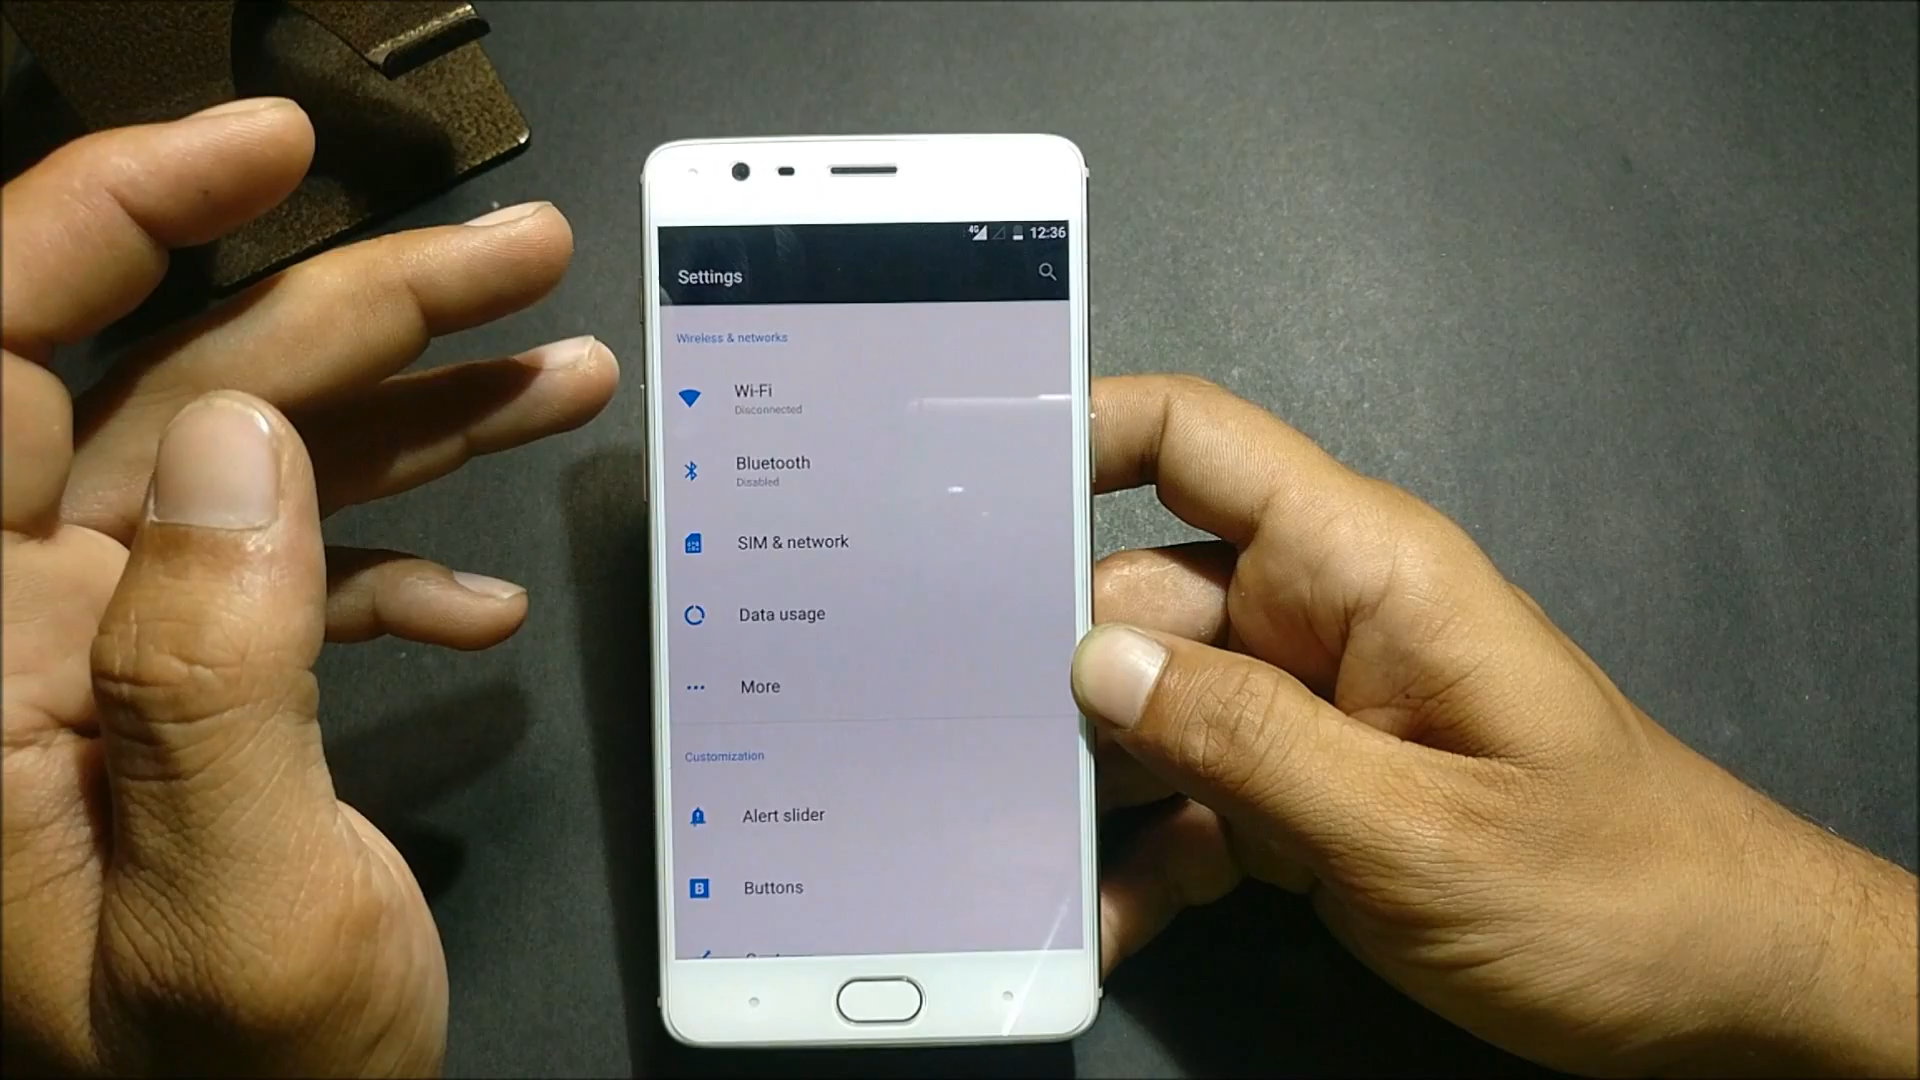 4G 12:36
Settings
Wireless & networks
Wi-Fi
Disconnected
Bluetooth
Disabled
SIM & network
Data usage
More
Customization
Alert slider
B Buttons